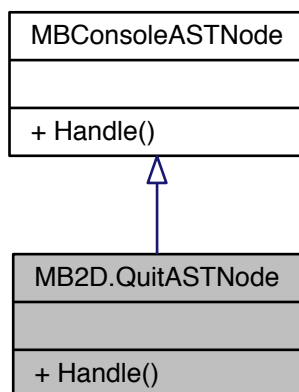 MBConsoleASTNode
+ Handle()
MB2D.QuitASTNode
+ Handle()